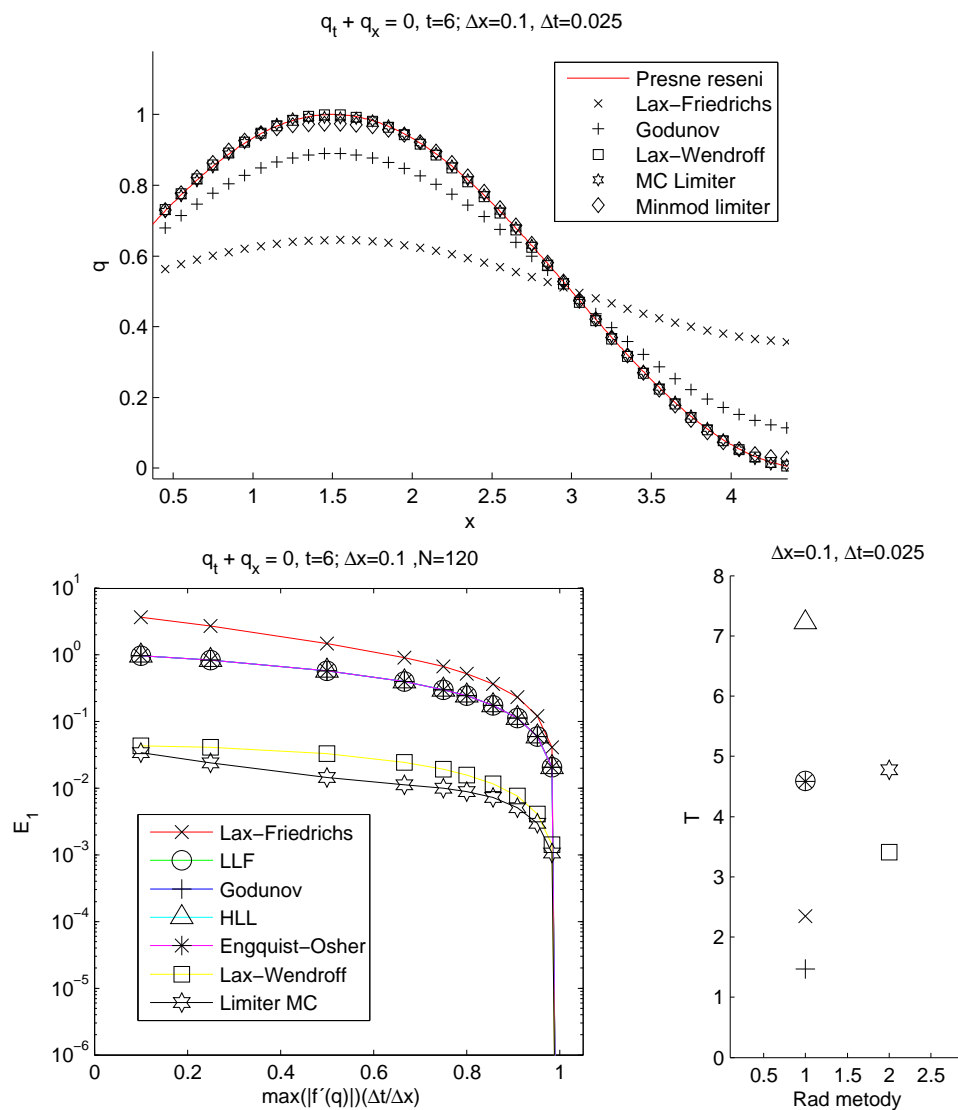 q_t + q_x = 0, t=6; Δx=0.1, Δt=0.025
Presne reseni
Lax−Friedrichs
Godunov
Lax−Wendroff
MC Limiter
Minmod limiter
1
0.8
0.6
0.4
0.2
0
q
0.5 1 1.5 2 2.5 3 3.5 4
x
q_t + q_x = 0, t=6; Δx=0.1 ,N=120
10^1
10^0
10^−1
10^−2
10^−3
10^−4
10^−5
10^−6
E_1
Lax−Friedrichs
LLF
Godunov
HLL
Engquist−Osher
Lax−Wendroff
Limiter MC
0 0.2 0.4 0.6 0.8 1
max(|f´(q)|)(Δt/Δx)
Δx=0.1, Δt=0.025
8
7
6
5
4
3
2
1
0
T
0.5 1 1.5 2 2.5
Rad metody